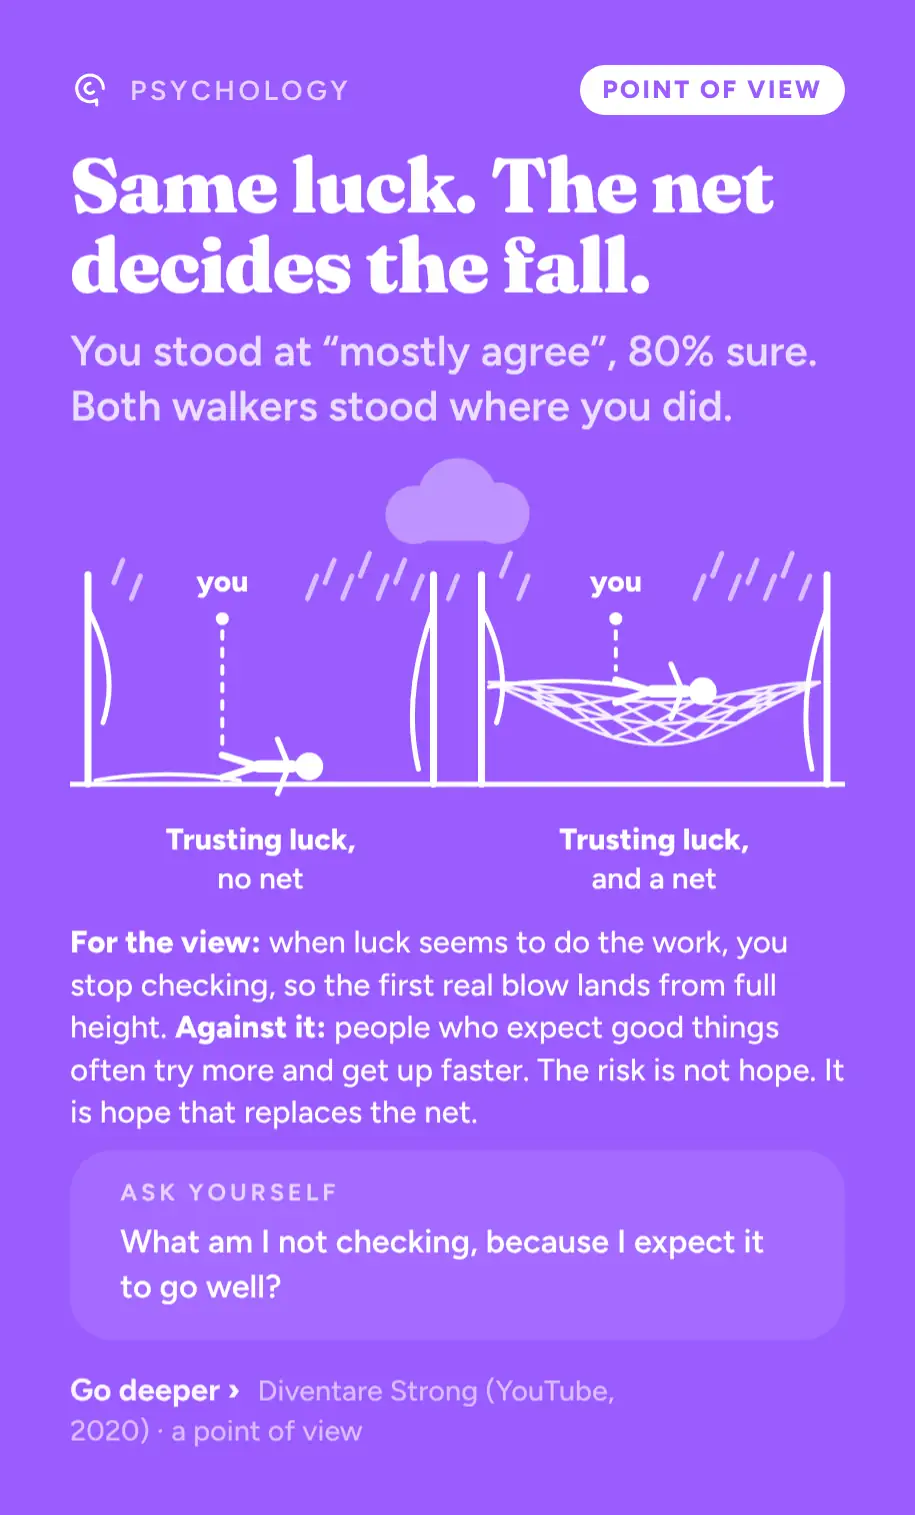 PSYCHOLOGY
POINT OF VIEW
Same luck. The net
decides the fall.
You stood at “mostly agree”, 80% sure.
Both walkers stood where you did.
you
you
Trusting luck,
no net
Trusting luck,
and a net
For the view: when luck seems to do the work, you
stop checking, so the first real blow lands from full
height. Against it: people who expect good things
often try more and get up faster. The risk is not hope. It
is hope that replaces the net.
ASK YOURSELF
What am I not checking, because I expect it
to go well?
Go deeper › Diventare Strong (YouTube,
2020) · a point of view